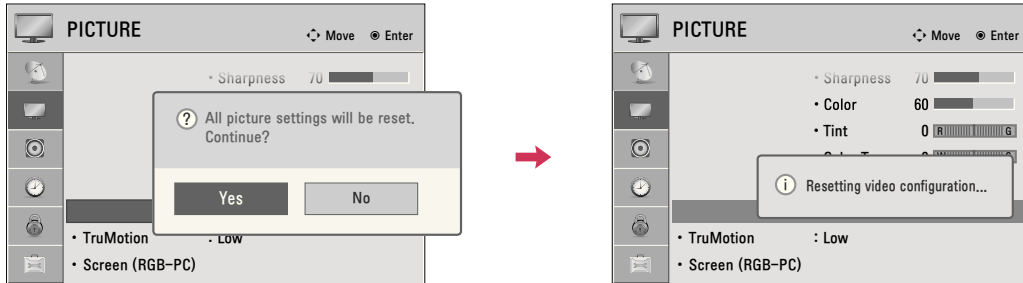 PICTURE
Move Enter
• Sharpness 70
All picture settings will be reset.
Continue?
Yes No
• TruMotion : Low
• Screen (RGB-PC)
PICTURE
Move Enter
• Sharpness 70
• Color 60
• Tint 0 R G
Resetting video configuration...
• TruMotion : Low
• Screen (RGB-PC)